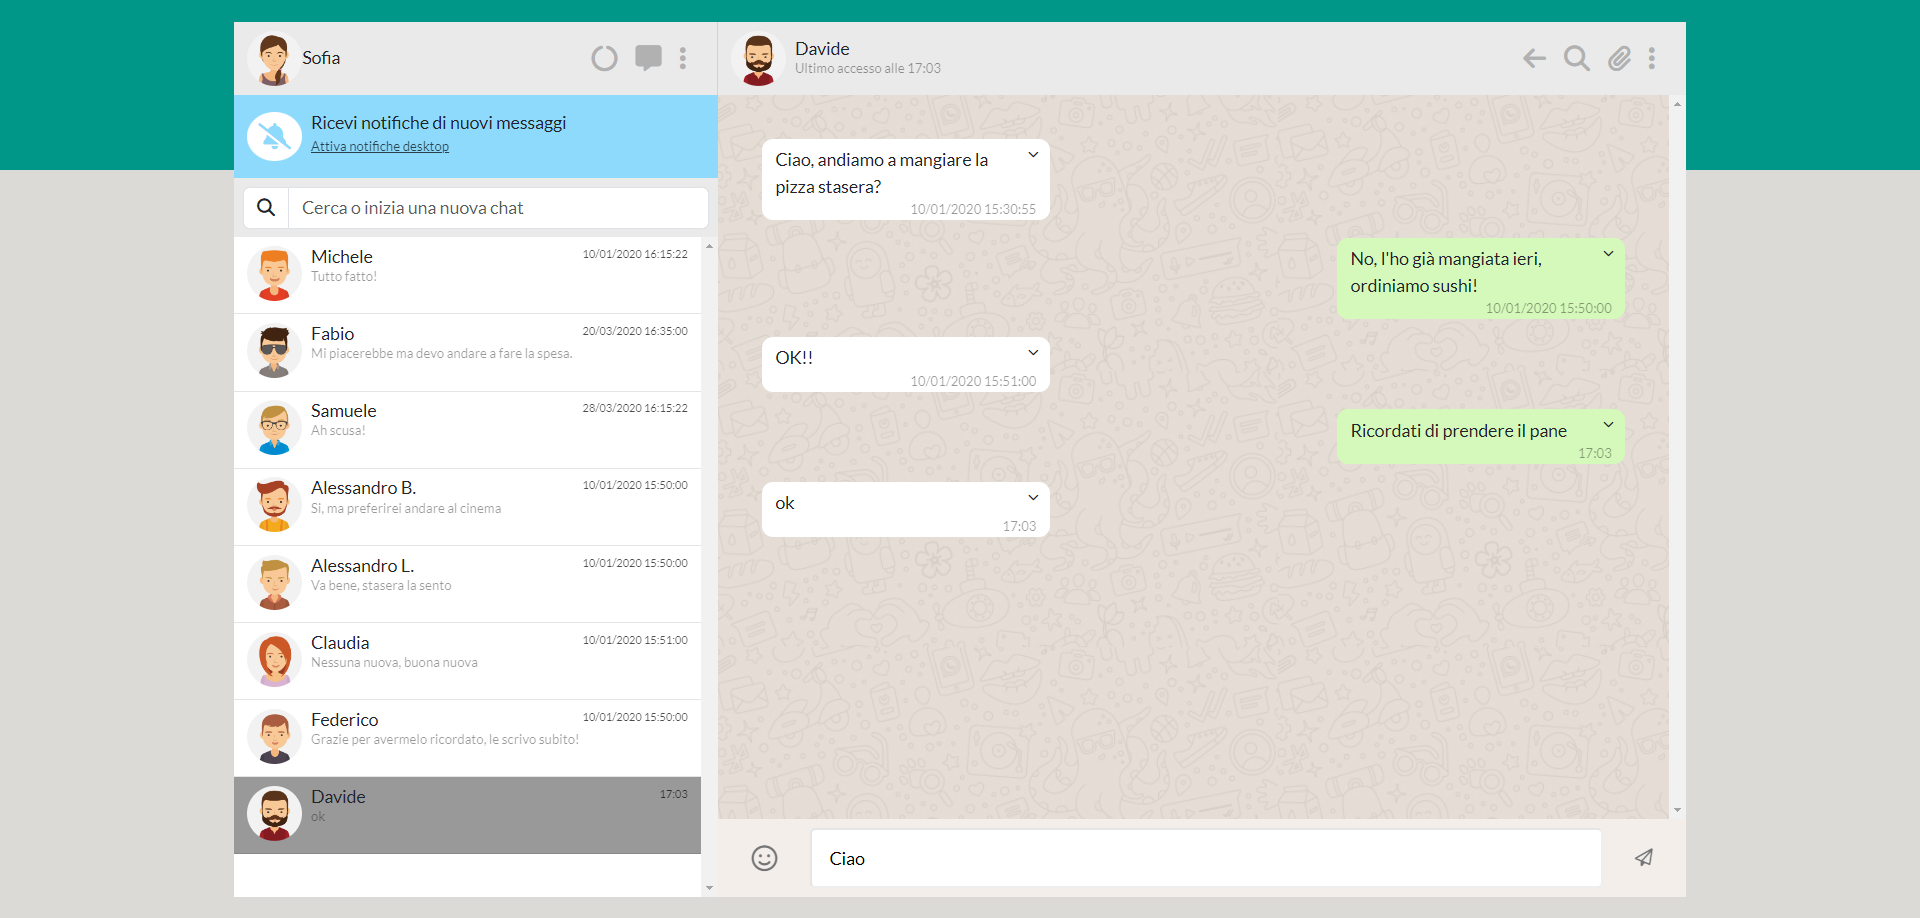 Sofia
Ricevi notifiche di nuovi messaggi
Attiva notifiche desktop
Cerca o inizia una nuova chat
Michele
10/01/2020 16:15:22
Tutto fatto!
Fabio
20/03/2020 16:35:00
Mi piacerebbe ma devo andare a fare la spesa.
Samuele
28/03/2020 16:15:22
Ah scusa!
Alessandro B.
10/01/2020 15:50:00
Si, ma preferirei andare al cinema
Alessandro L.
10/01/2020 15:50:00
Va bene, stasera la sento
Claudia
10/01/2020 15:51:00
Nessuna nuova, buona nuova
Federico
10/01/2020 15:50:00
Grazie per avermelo ricordato, le scrivo subito!
Davide
17:03
ok
Davide
Ultimo accesso alle 17:03
Ciao, andiamo a mangiare la
pizza stasera?
10/01/2020 15:30:55
No, l'ho già mangiata ieri,
ordiniamo sushi!
10/01/2020 15:50:00
OK!!
10/01/2020 15:51:00
Ricordati di prendere il pane
17:03
ok
17:03
Ciao